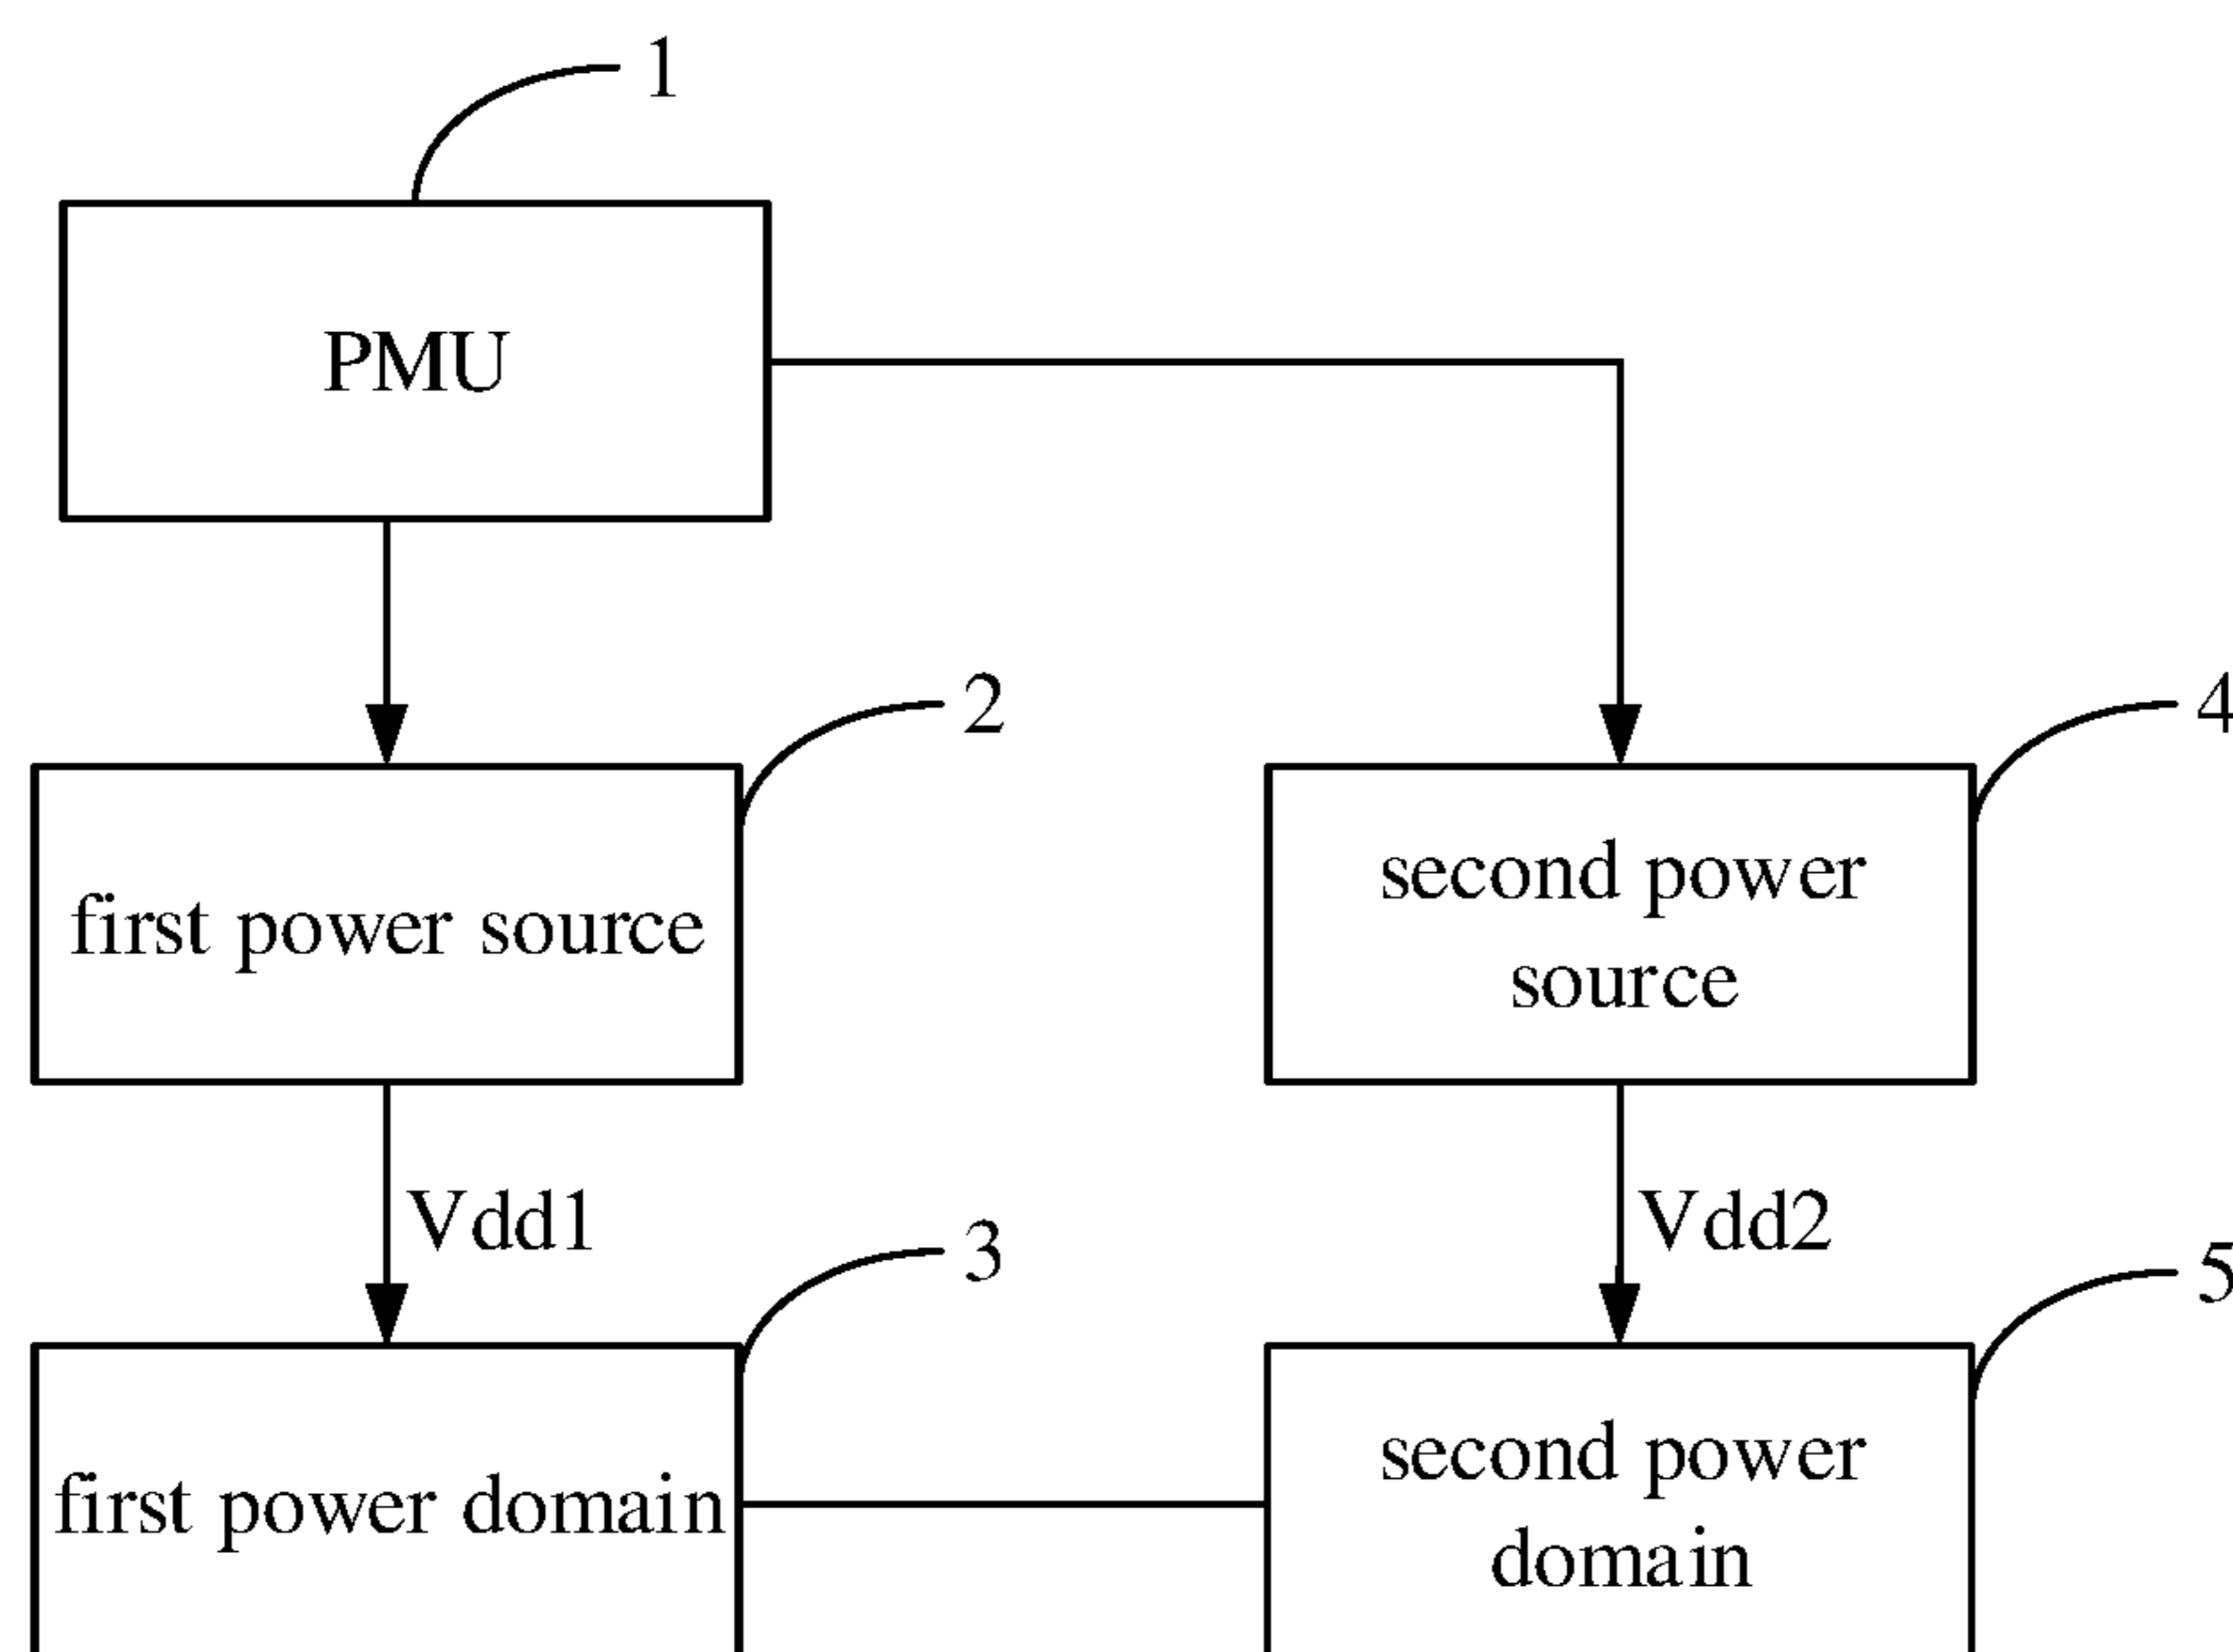 1
PMU
2
4
first power source
second power
source
Vdd1
Vdd2
3
5
first power domain
second power
domain